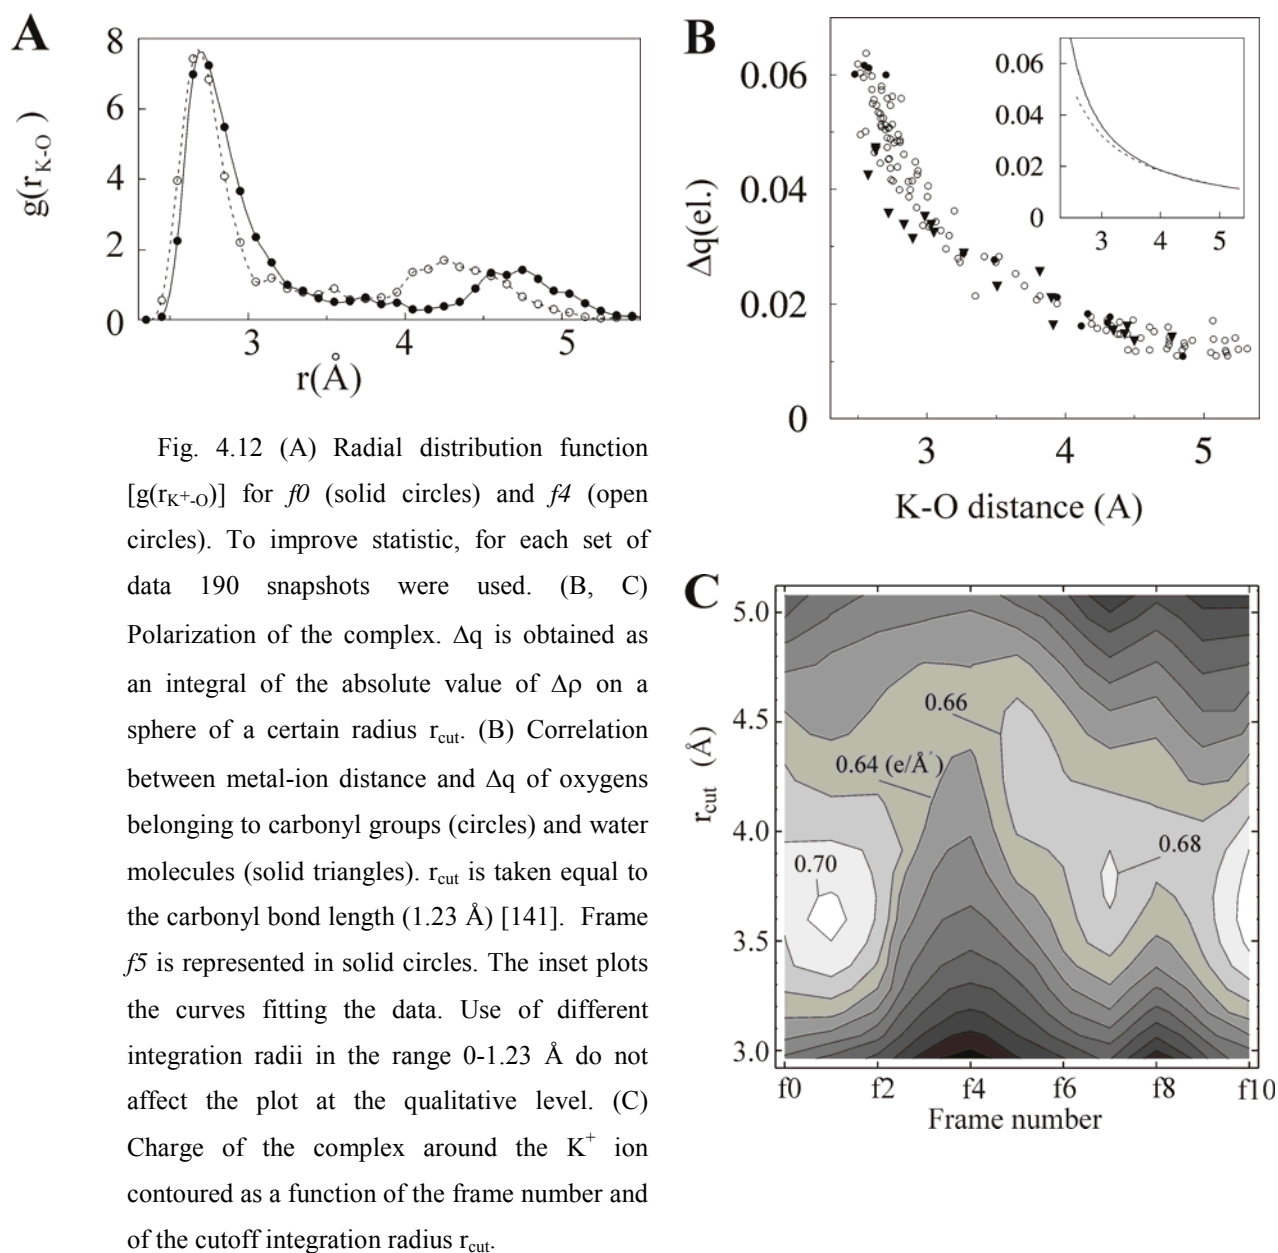 A
8
6
4
2
0
g(rK-O)
3
4
5
r(Å)
B
0.06
0.04
0.02
0
Δq(el.)
3
4
5
K-O distance (A)
0.06
0.04
0.02
0
3
4
5
Fig. 4.12 (A) Radial distribution function
[g(rK+-O)] for f0 (solid circles) and f4 (open
circles). To improve statistic, for each set of
data 190 snapshots were used. (B, C)
Polarization of the complex. Δq is obtained as
an integral of the absolute value of Δρ on a
sphere of a certain radius rcut. (B) Correlation
between metal-ion distance and Δq of oxygens
belonging to carbonyl groups (circles) and water
molecules (solid triangles). rcut is taken equal to
the carbonyl bond length (1.23 Å) [141]. Frame
f5 is represented in solid circles. The inset plots
the curves fitting the data. Use of different
integration radii in the range 0-1.23 Å do not
affect the plot at the qualitative level. (C)
Charge of the complex around the K+ ion
contoured as a function of the frame number and
of the cutoff integration radius rcut.
C
5.0
4.5
4.0
3.5
3.0
rcut (Å)
0.66
0.64 (e/Å)
0.70
0.68
f0
f2
f4
f6
f8
f10
Frame number